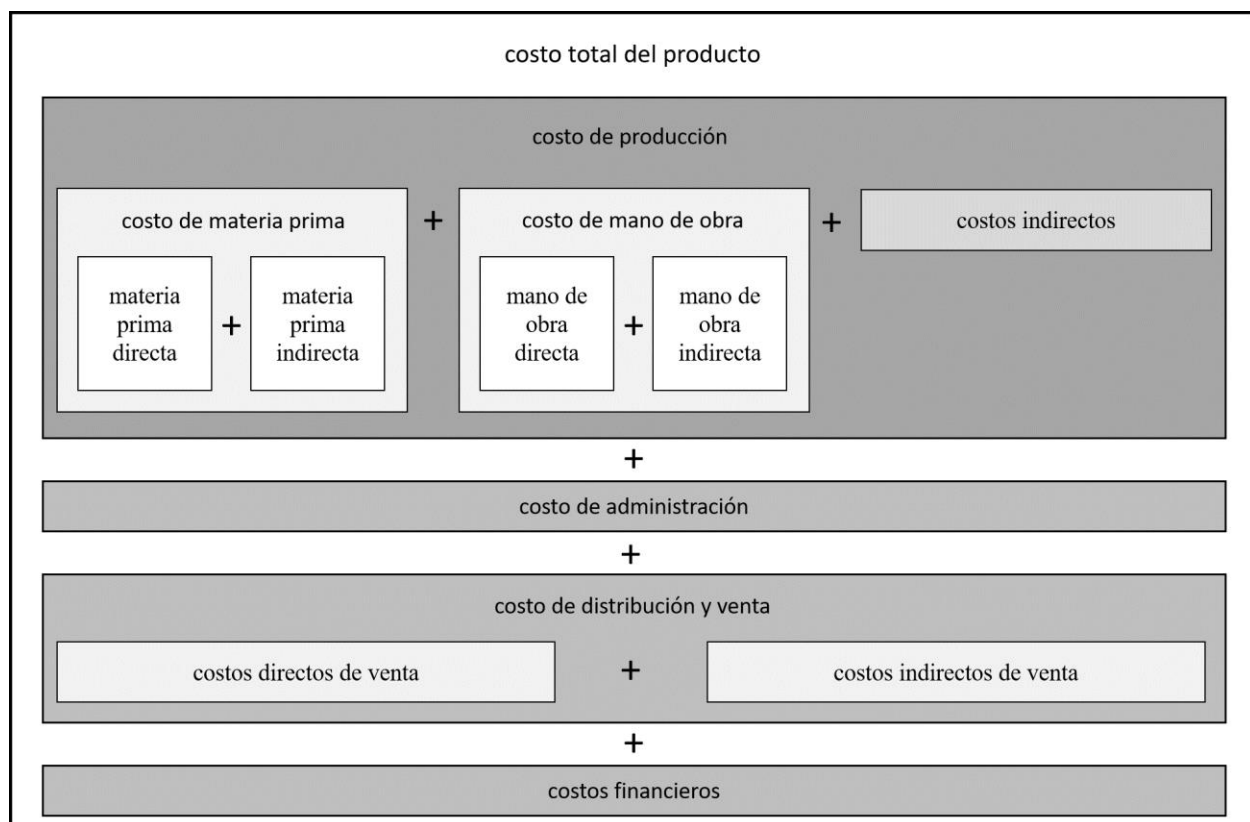 costo total del producto
costo de producción
costo de materia prima
+
costo de mano de obra
+
costos indirectos
materia
prima
directa
+
materia
prima
indirecta
mano de
obra
directa
+
mano de
obra
indirecta
+
costo de administración
+
costo de distribución y venta
costos directos de venta
+
costos indirectos de venta
+
costos financieros